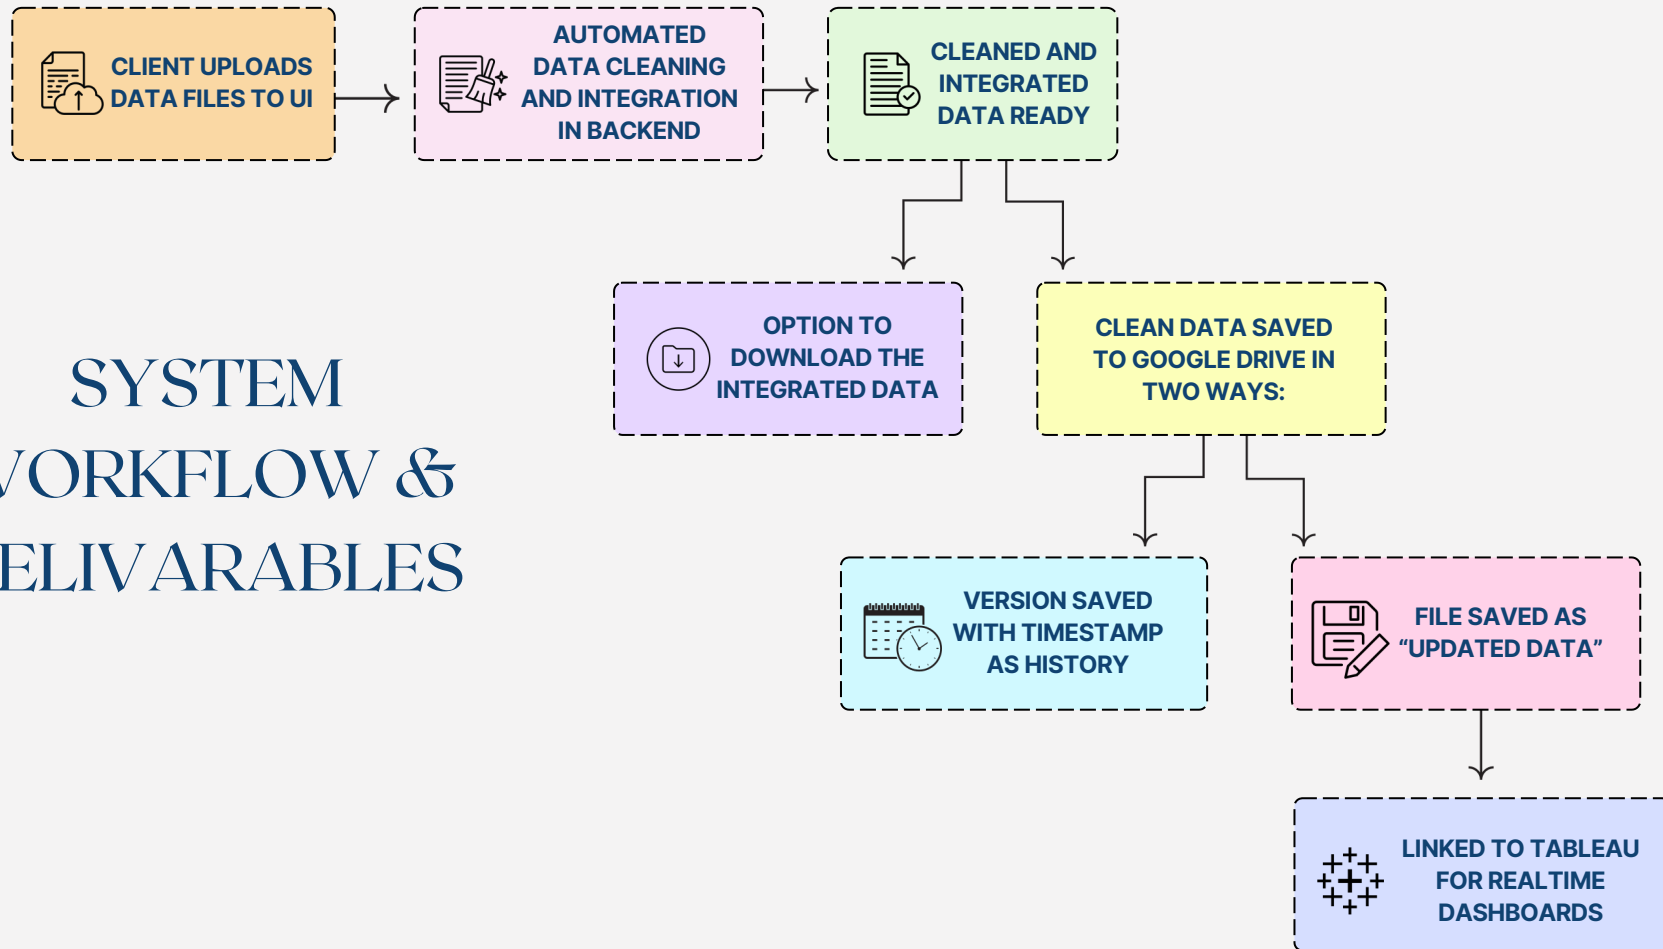 CLIENT UPLOADS
DATA FILES TO UI
AUTOMATED
DATA CLEANING
AND INTEGRATION
IN BACKEND
CLEANED AND
INTEGRATED
DATA READY
OPTION TO
DOWNLOAD THE
INTEGRATED DATA
CLEAN DATA SAVED
TO GOOGLE DRIVE IN
TWO WAYS:
SYSTEM
VORKFLOW &
ELIVARABLES
VERSION SAVED
WITH TIMESTAMP
AS HISTORY
FILE SAVED AS
“UPDATED DATA”
LINKED TO TABLEAU
FOR REALTIME
DASHBOARDS